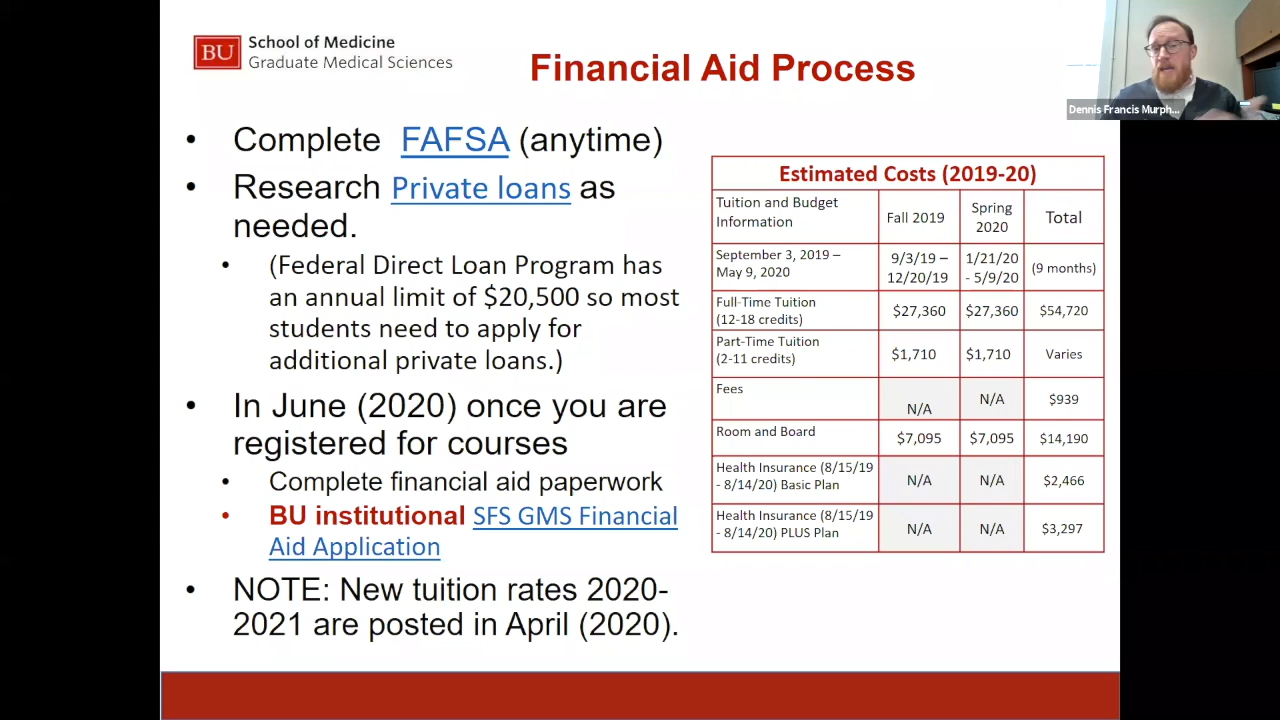 BU School of Medicine
Graduate Medical Sciences
Financial Aid Process
Dennis Francis Murph...
• Complete FAFSA (anytime)
• Research Private loans as
needed.
• (Federal Direct Loan Program has
an annual limit of $20,500 so most
students need to apply for
additional private loans.)
• In June (2020) once you are
registered for courses
• Complete financial aid paperwork
• BU institutional SFS GMS Financial
Aid Application
• NOTE: New tuition rates 2020-
2021 are posted in April (2020).
Estimated Costs (2019-20)
Tuition and Budget
Information
Fall 2019
Spring
2020
Total
September 3, 2019 –
May 9, 2020
9/3/19 –
12/20/19
1/21/20
- 5/9/20
(9 months)
Full-Time Tuition
(12-18 credits)
$27,360
$27,360
$54,720
Part-Time Tuition
(2-11 credits)
$1,710
$1,710
Varies
Fees
N/A
N/A
$939
Room and Board
$7,095
$7,095
$14,190
Health Insurance (8/15/19
- 8/14/20) Basic Plan
N/A
N/A
$2,466
Health Insurance (8/15/19
- 8/14/20) PLUS Plan
N/A
N/A
$3,297